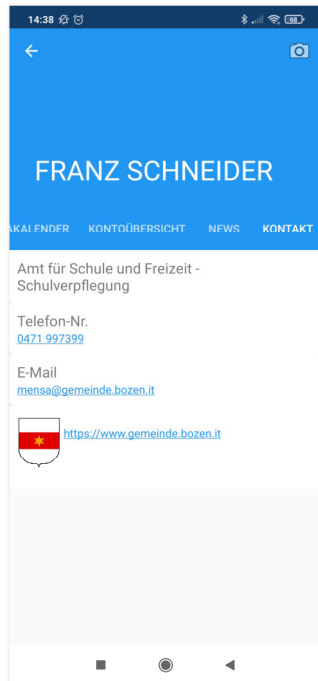 14:38
68
FRANZ SCHNEIDER
AKALENDER KONTOÜBERSICHT NEWS KONTAKT
Amt für Schule und Freizeit -
Schulverpflegung
Telefon-Nr.
0471 997399
E-Mail
mensa@gemeinde.bozen.it
https://www.gemeinde.bozen.it